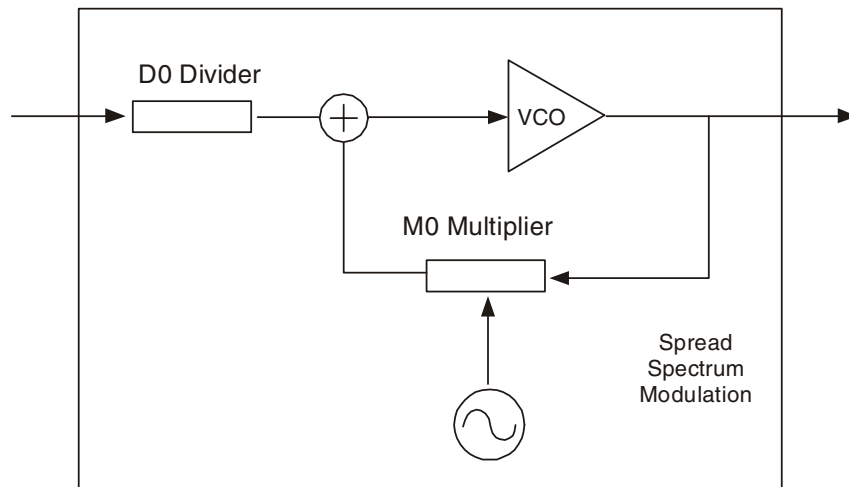 D0 Divider
VCO
M0 Multiplier
Spread
Spectrum
Modulation